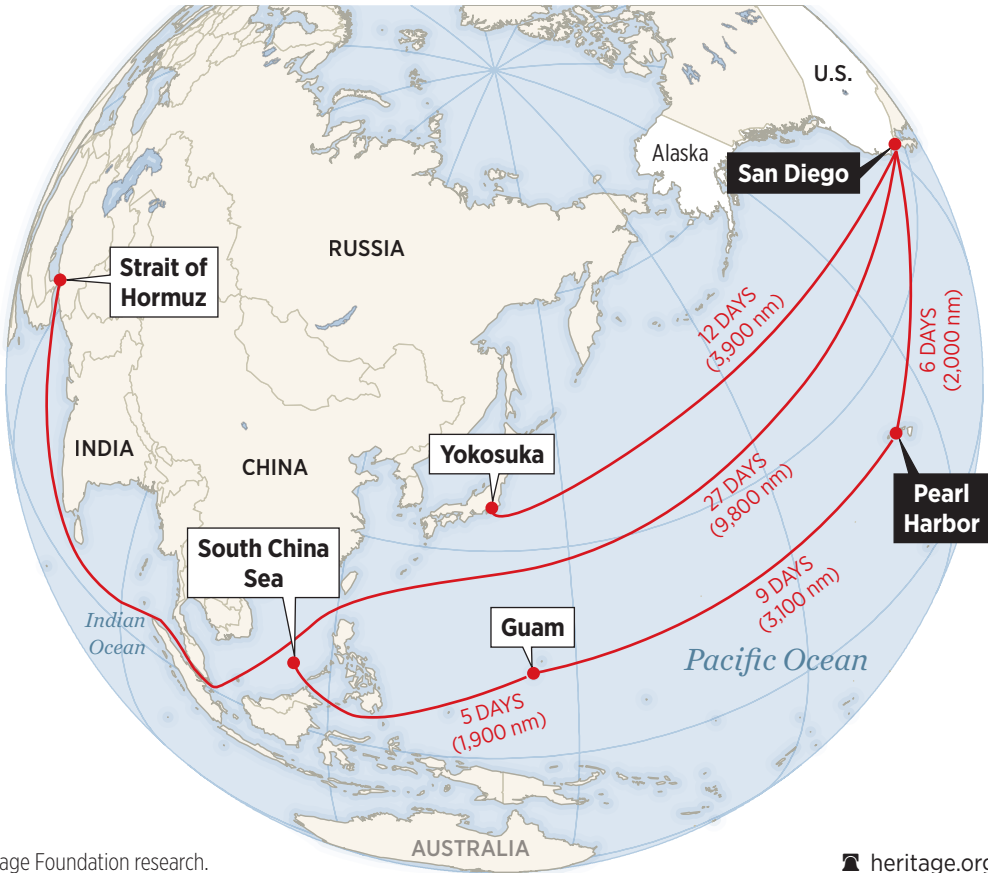 U.S.
Alaska
San Diego
RUSSIA
Strait of
Hormuz
12 DAYS
(3,900 nm)
6 DAYS
(2,000 nm)
INDIA
CHINA
Yokosuka
27 DAYS
(9,800 nm)
Pearl
Harbor
South China
Sea
9 DAYS
(3,100 nm)
Indian
Ocean
Guam
Pacific Ocean
5 DAYS
(1,900 nm)
AUSTRALIA
age Foundation research.
heritage.org